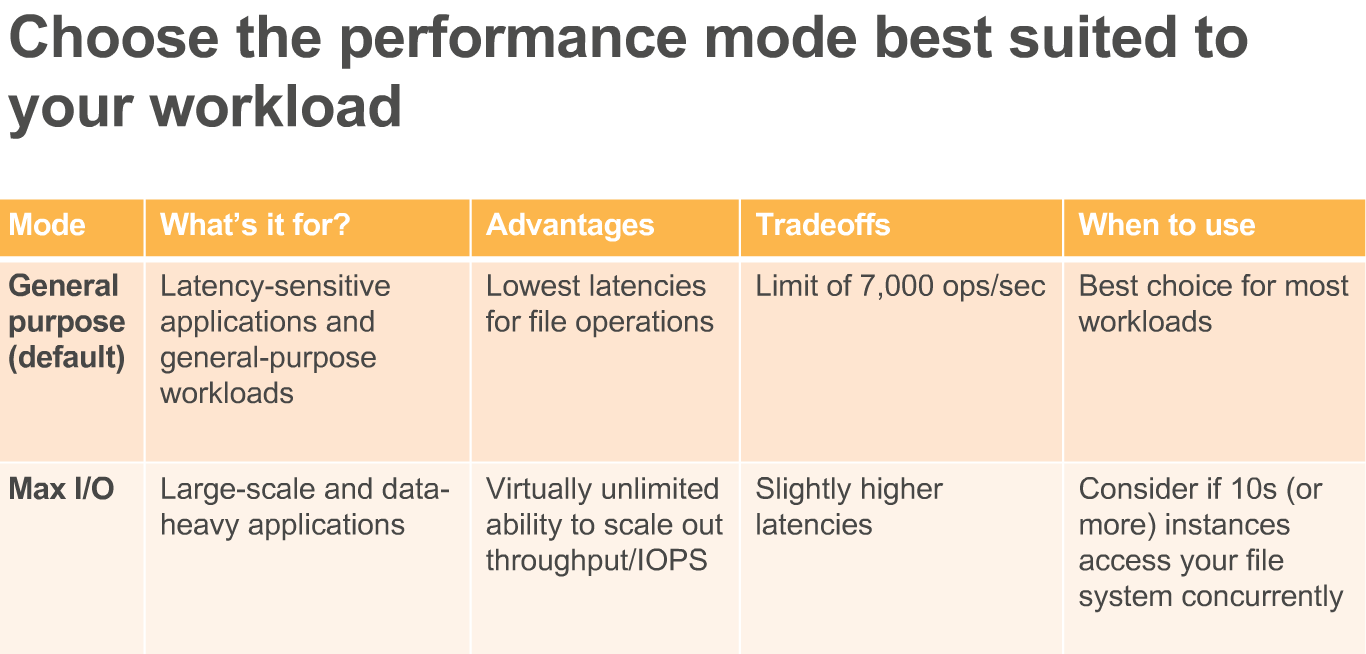 Choose the performance mode best suited to
your workload
Mode
What’s it for?
Advantages
Tradeoffs
When to use
General
purpose
(default)
Latency-sensitive
applications and
general-purpose
workloads
Lowest latencies
for file operations
Limit of 7,000 ops/sec
Best choice for most
workloads
Max I/O
Large-scale and data-
heavy applications
Virtually unlimited
ability to scale out
throughput/IOPS
Slightly higher
latencies
Consider if 10s (or
more) instances
access your file
system concurrently